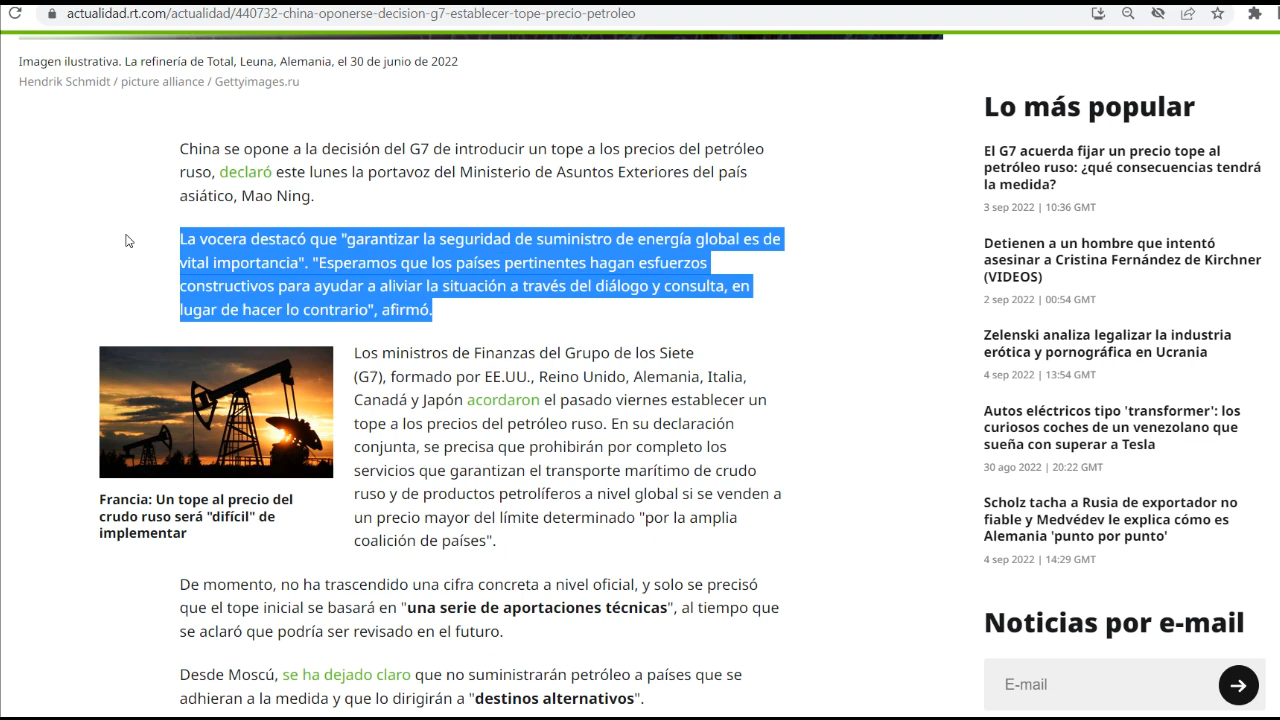 actualidad.rt.com/actualidad/440732-china-oponerse-decision-g7-establecer-tope-precio-petroleo
Imagen ilustrativa. La refinería de Total, Leuna, Alemania, el 30 de junio de 2022
Hendrik Schmidt / picture alliance / Gettyimages.ru
China se opone a la decisión del G7 de introducir un tope a los precios del petróleo
ruso, declaró este lunes la portavoz del Ministerio de Asuntos Exteriores del país
asiático, Mao Ning.
La vocera destacó que "garantizar la seguridad de suministro de energía global es de
vital importancia". "Esperamos que los países pertinentes hagan esfuerzos
constructivos para ayudar a aliviar la situación a través del diálogo y consulta, en
lugar de hacer lo contrario", afirmó.
Los ministros de Finanzas del Grupo de los Siete
(G7), formado por EE.UU., Reino Unido, Alemania, Italia,
Canadá y Japón acordaron el pasado viernes establecer un
tope a los precios del petróleo ruso. En su declaración
conjunta, se precisa que prohibirán por completo los
servicios que garantizan el transporte marítimo de crudo
ruso y de productos petrolíferos a nivel global si se venden a
un precio mayor del límite determinado "por la amplia
coalición de países".
Francia: Un tope al precio del
crudo ruso será "difícil" de
implementar
De momento, no ha trascendido una cifra concreta a nivel oficial, y solo se precisó
que el tope inicial se basará en "una serie de aportaciones técnicas", al tiempo que
se aclaró que podría ser revisado en el futuro.
Desde Moscú, se ha dejado claro que no suministrarán petróleo a países que se
adhieran a la medida y que lo dirigirán a "destinos alternativos".
Lo más popular
El G7 acuerda fijar un precio tope al
petróleo ruso: ¿qué consecuencias tendrá
la medida?
3 sep 2022 | 10:36 GMT
Detienen a un hombre que intentó
asesinar a Cristina Fernández de Kirchner
(VIDEOS)
2 sep 2022 | 00:54 GMT
Zelenski analiza legalizar la industria
erótica y pornográfica en Ucrania
4 sep 2022 | 13:54 GMT
Autos eléctricos tipo 'transformer': los
curiosos coches de un venezolano que
sueña con superar a Tesla
30 ago 2022 | 20:22 GMT
Scholz tacha a Rusia de exportador no
fiable y Medvédev le explica cómo es
Alemania 'punto por punto'
4 sep 2022 | 14:29 GMT
Noticias por e-mail
E-mail